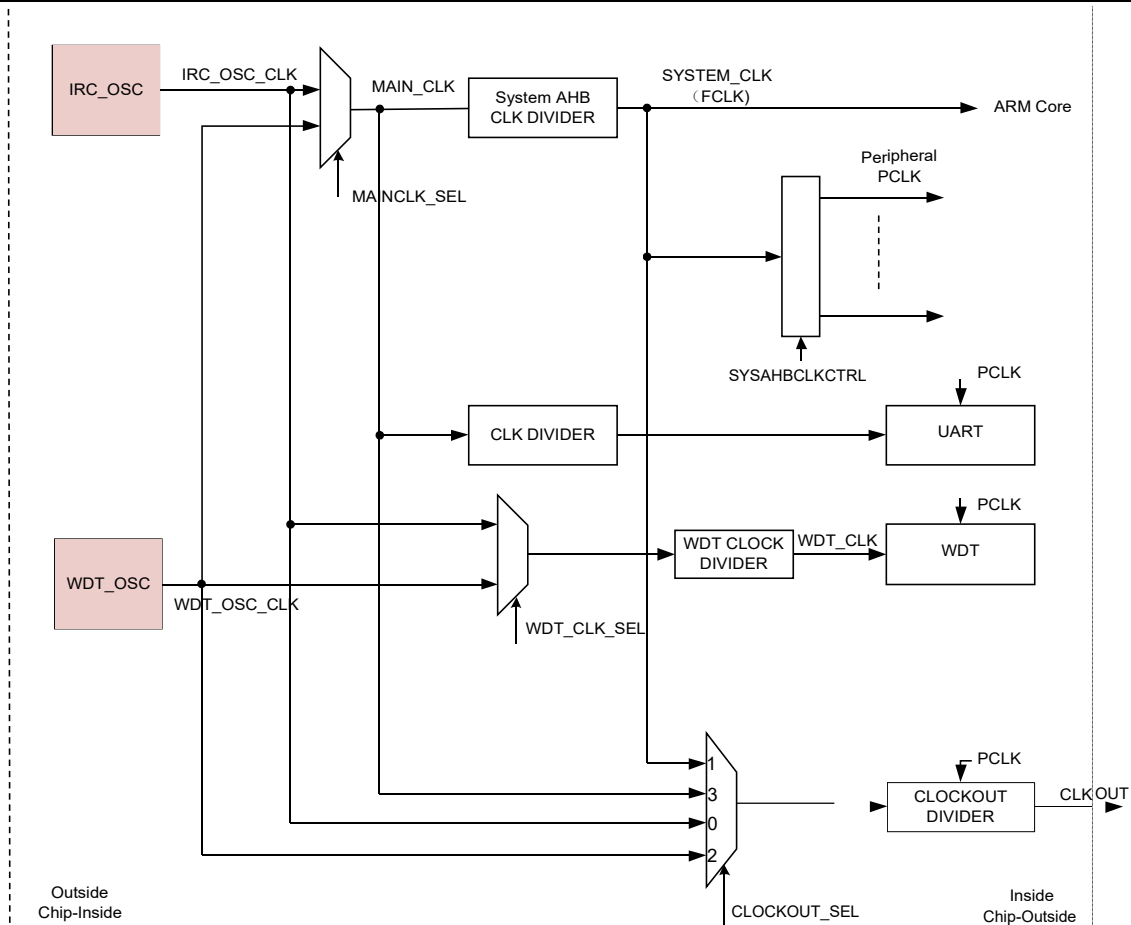 IRC_OSC
IRC_OSC_CLK
MAIN_CLK
System AHB
CLK DIVIDER
SYSTEM_CLK
（FCLK)
ARM Core
MAINCLK_SEL
Peripheral
PCLK
SYSAHBCLKCTRL
PCLK
CLK DIVIDER
UART
PCLK
WDT_OSC
WDT_OSC_CLK
WDT CLOCK
DIVIDER
WDT_CLK
WDT
WDT_CLK_SEL
1
3
0
2
PCLK
CLOCKOUT
DIVIDER
CLKOUT
CLOCKOUT_SEL
Outside
Chip-Inside
Inside
Chip-Outside